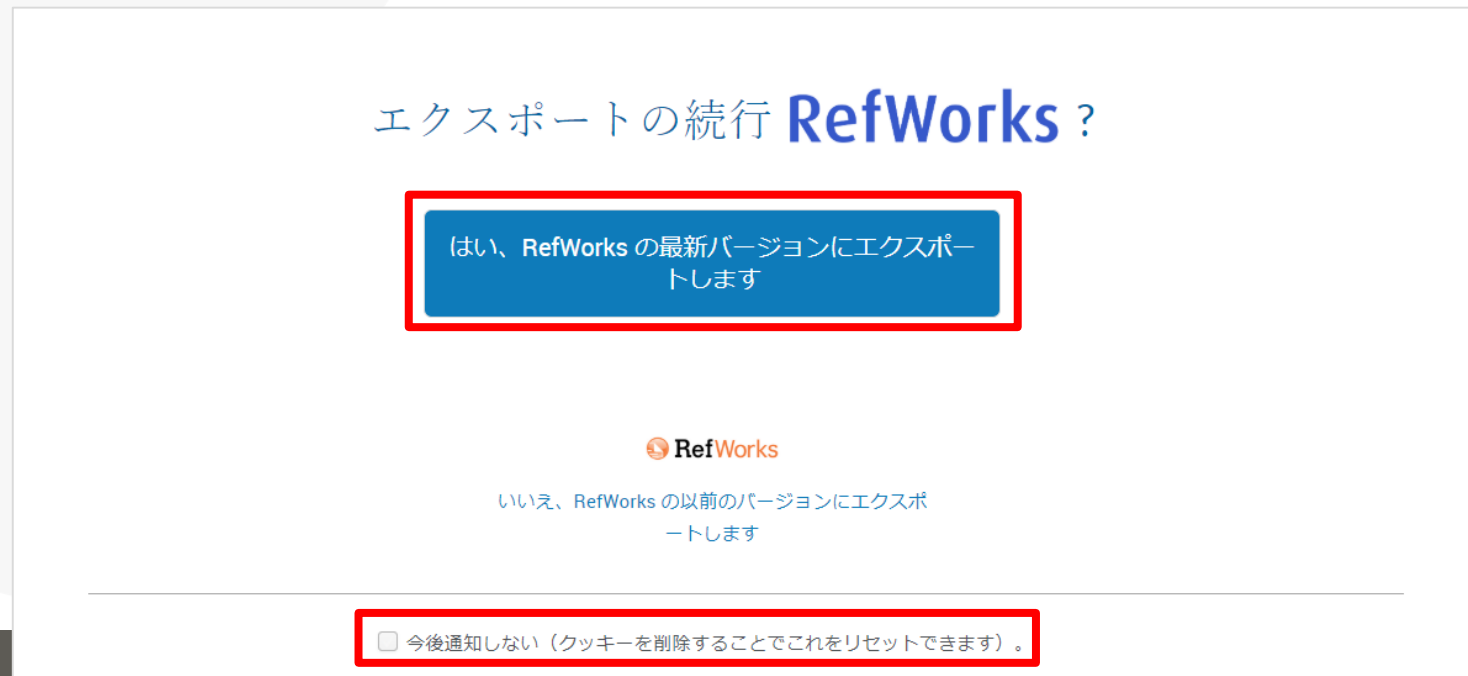 エクスポートの続行 RefWorks ?
はい、RefWorks の最新バージョンにエクスポー
トします
RefWorks
いいえ、RefWorks の以前のバージョンにエクスポ
ートします
今後通知しない（クッキーを削除することでこれをリセットできます）。